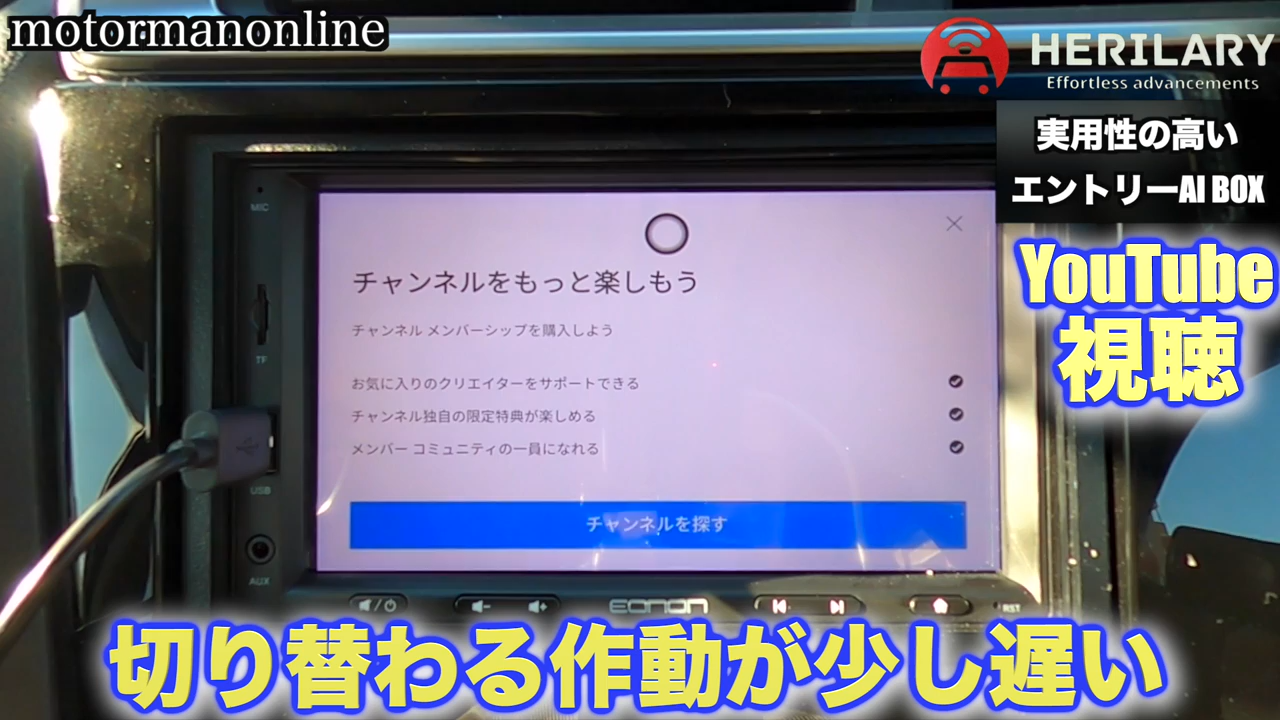 motormanonline
HERILARY
Effortless advancements
実用性の高い
エントリーAI BOX
YouTube
視聴
MIC
TF
USB
AUX
チャンネルをもっと楽しもう
チャンネル メンバーシップを購入しよう
お気に入りのクリエイターをサポートできる
チャンネル独自の限定特典が楽しめる
メンバー コミュニティの一員になれる
チャンネルを探す
EONON
RST
切り替わる作動が少し遅い